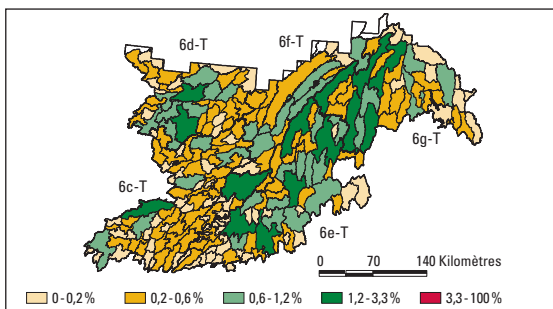 6d-T
6f-T
6g-T
6c-T
6e-T
0 70 140 Kilomètres
0-0,2% 0,2-0,6% 0,6-1,2% 1,2-3,3% 3,3-100%